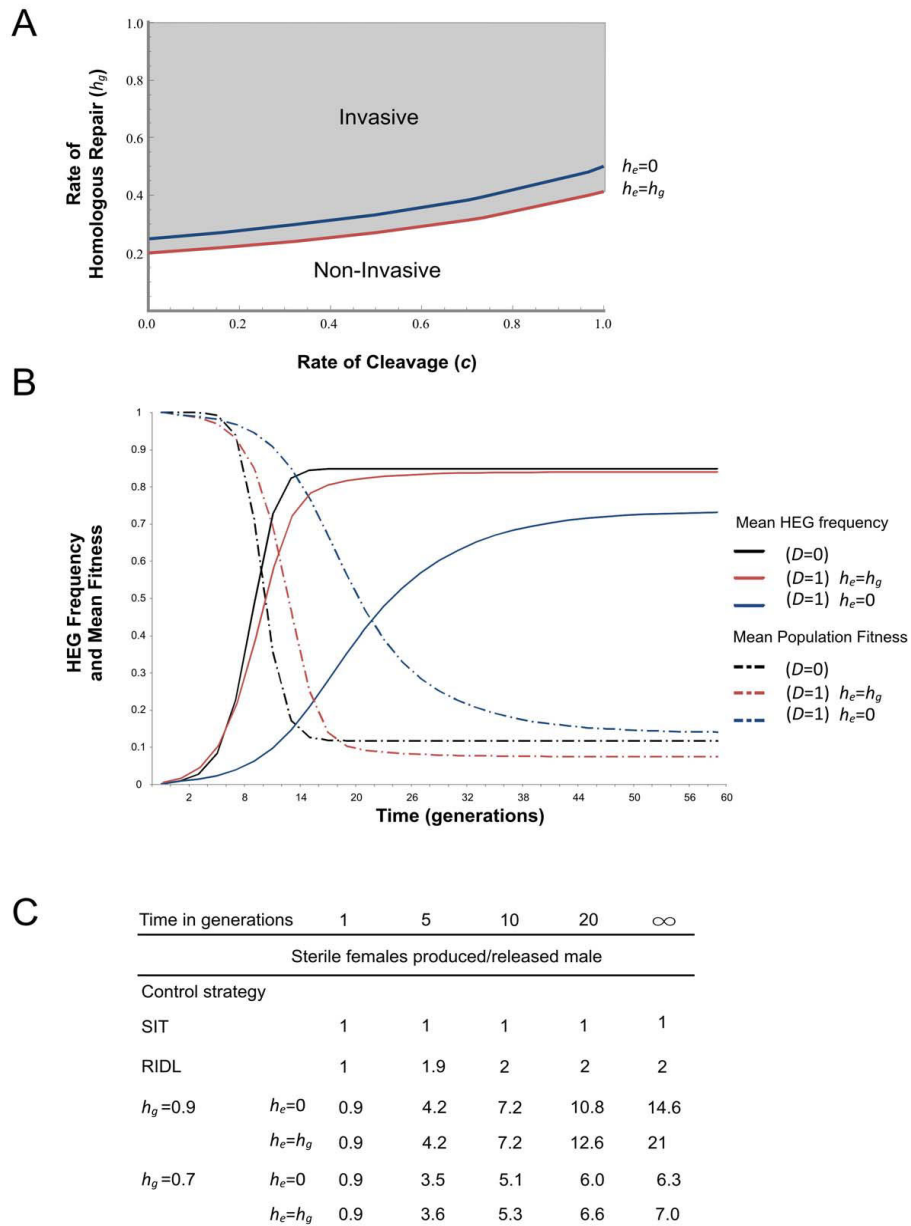 A
Rate of
Homologous Repair (hg)
1.0
0.8
0.6
0.4
0.2
Invasive
Non-Invasive
he=0
he=hg
0.0 0.2 0.4 0.6 0.8 1.0
Rate of Cleavage (c)
B
HEG Frequency
and Mean Fitness
1
0.9
0.8
0.7
0.6
0.5
0.4
0.3
0.2
0.1
0
2 8 14 20 26 32 38 44 50 56 60
Time (generations)
Mean HEG frequency
(D=0)
(D=1) he=hg
(D=1) he=0
Mean Population Fitness
(D=0)
(D=1) he=hg
(D=1) he=0
C
Time in generations 1 5 10 20 ∞
Sterile females produced/released male
Control strategy
SIT 1 1 1 1 1
RIDL 1 1.9 2 2 2
hg=0.9 he=0 0.9 4.2 7.2 10.8 14.6
he=hg 0.9 4.2 7.2 12.6 21
hg=0.7 he=0 0.9 3.5 5.1 6.0 6.3
he=hg 0.9 3.6 5.3 6.6 7.0